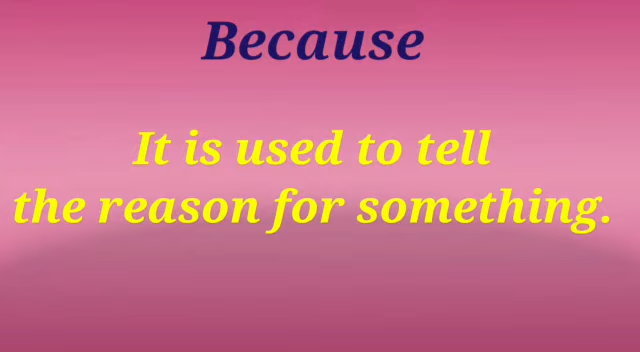 Because
It is used to tell
the reason for something.